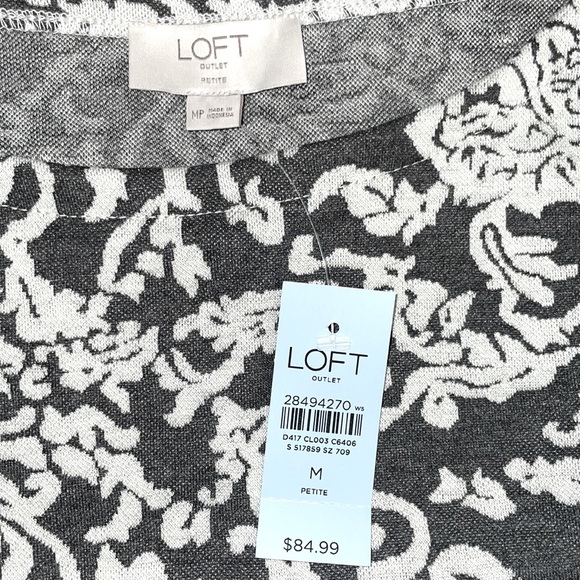 LOFT
OUTLET
PETITE
MP MADE IN
INDONESIA
LOFT
OUTLET
28494270 WS
D417 CL003 C6406
S 517859 SZ 709
M
PETITE
$84.99